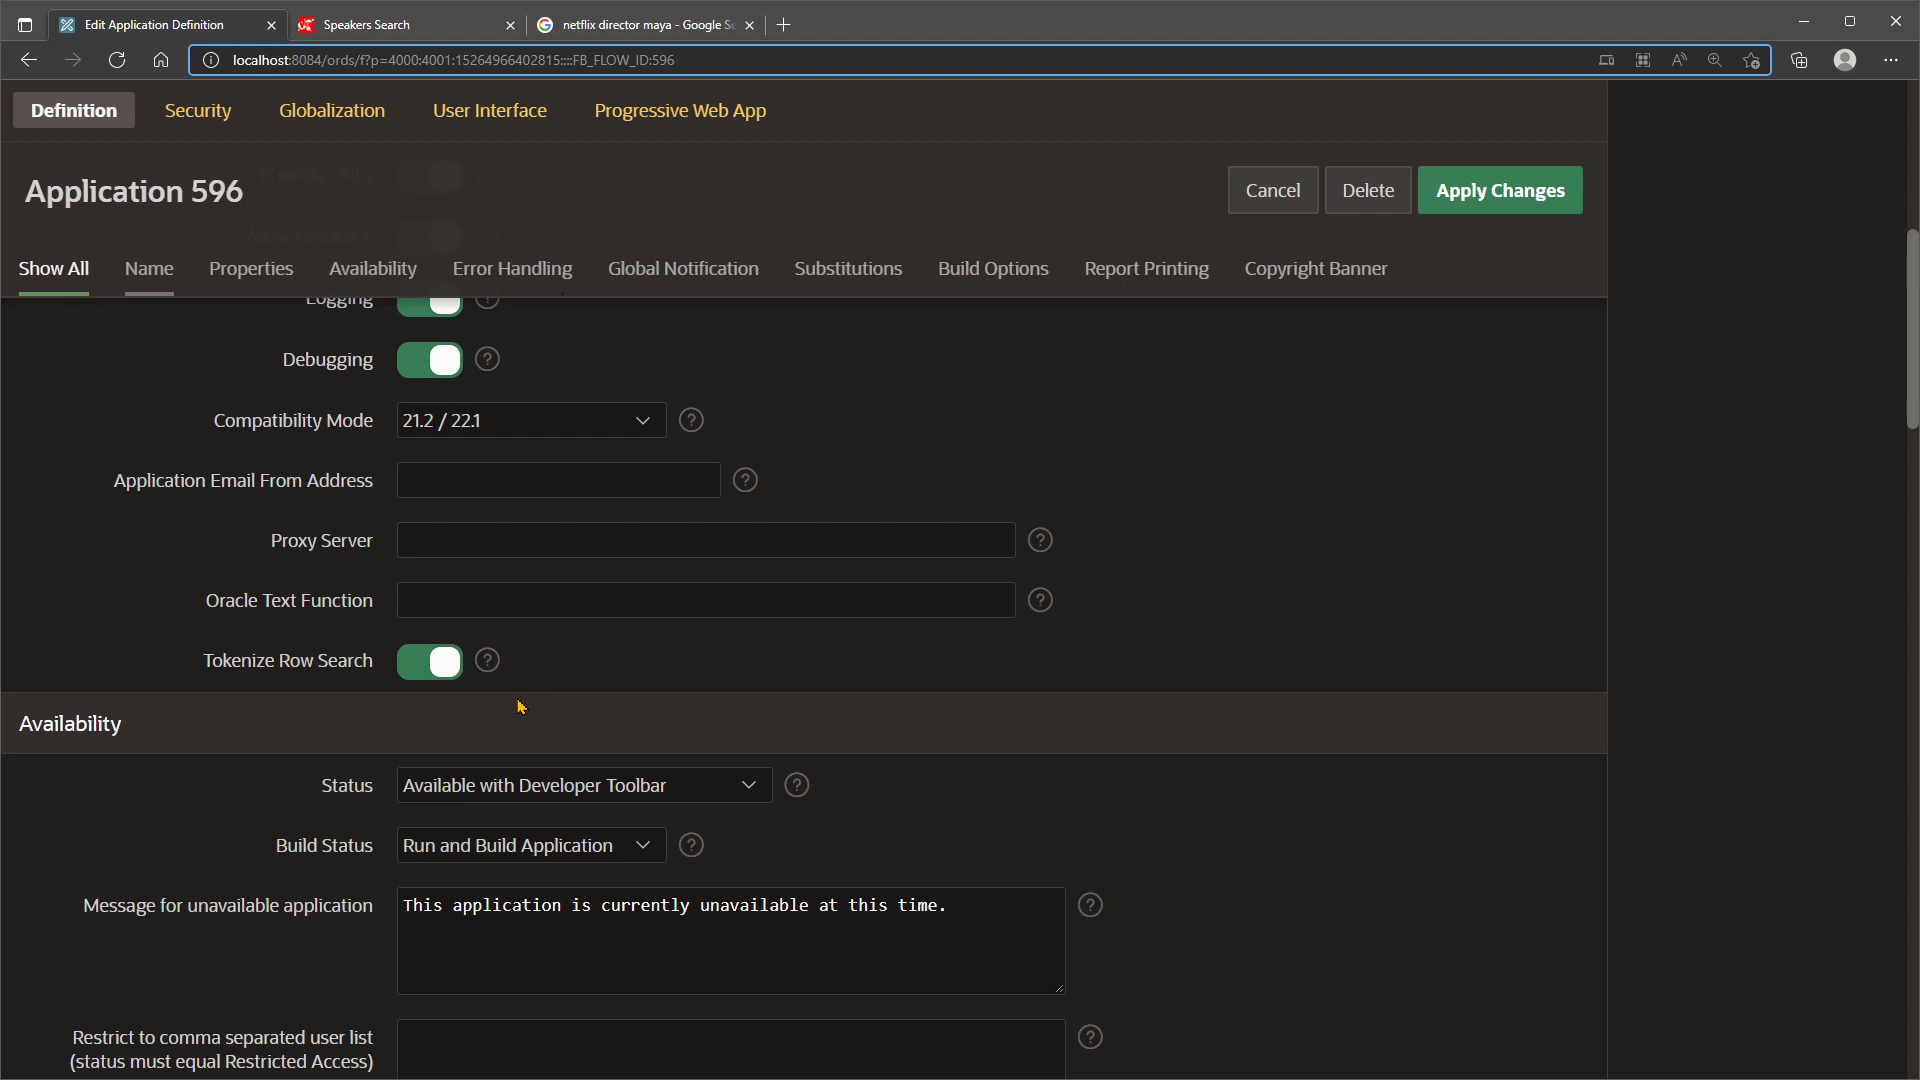 Edit Application Definition
Speakers Search
netflix director maya - Google Se
localhost:8084/ords/f?p=4000:4001:15264966402815::::FB_FLOW_ID:596
Definition
Security
Globalization
User Interface
Progressive Web App
Friendly URLs
Application 596
Cancel
Delete
Apply Changes
Allow Feedback
Show All
Name
Properties
Availability
Error Handling
Global Notification
Substitutions
Build Options
Report Printing
Copyright Banner
Logging
Debugging
Compatibility Mode
21.2 / 22.1
Application Email From Address
Proxy Server
Oracle Text Function
Tokenize Row Search
Availability
Status
Available with Developer Toolbar
Build Status
Run and Build Application
Message for unavailable application
This application is currently unavailable at this time.
Restrict to comma separated user list
(status must equal Restricted Access)